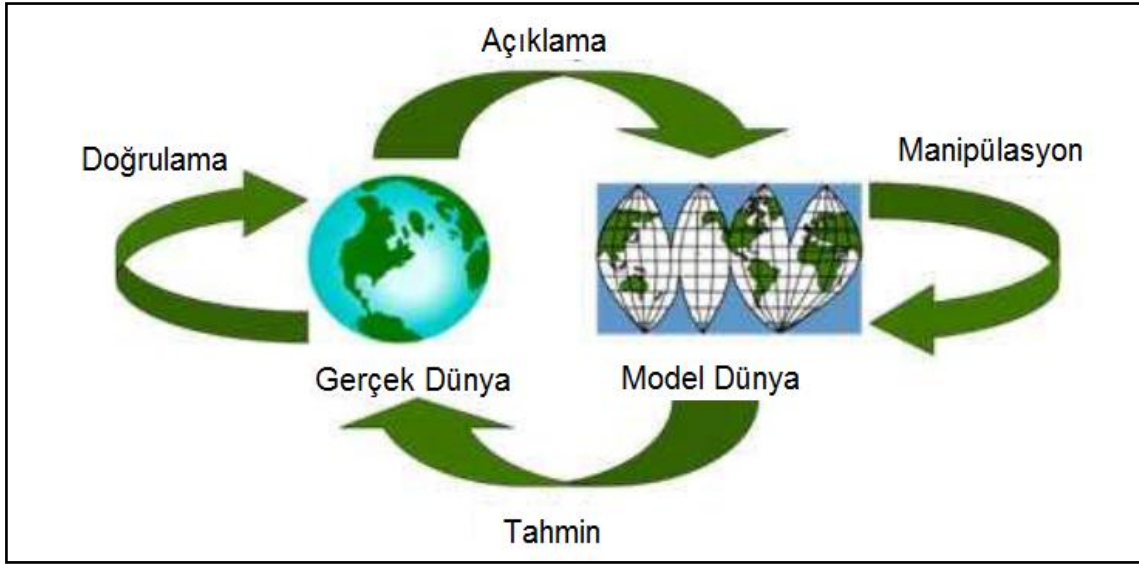 Açıklama
Doğrulama
Manipülasyon
Gerçek Dünya
Model Dünya
Tahmin